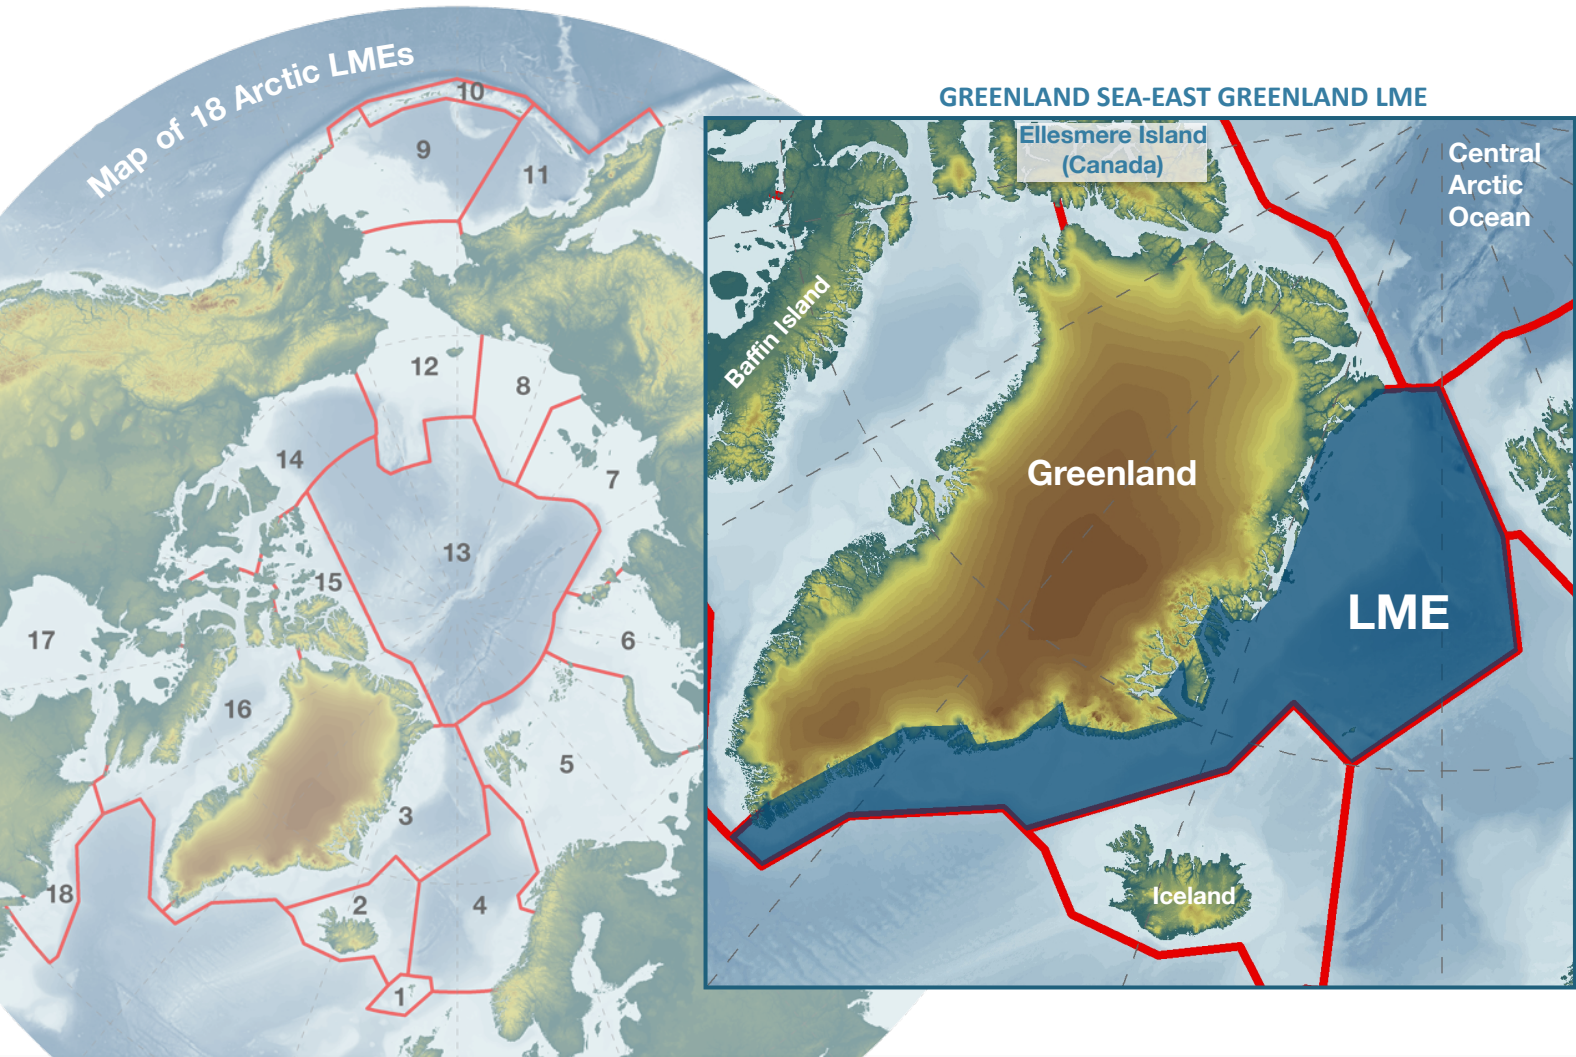 Map of 18 Arctic LMEs
10
9
11
12
8
14
7
13
15
17
6
16
5
3
18
2
4
1
GREENLAND SEA-EAST GREENLAND LME
Ellesmere Island
(Canada)
Central
Arctic
Ocean
Baffin Island
Greenland
LME
Iceland